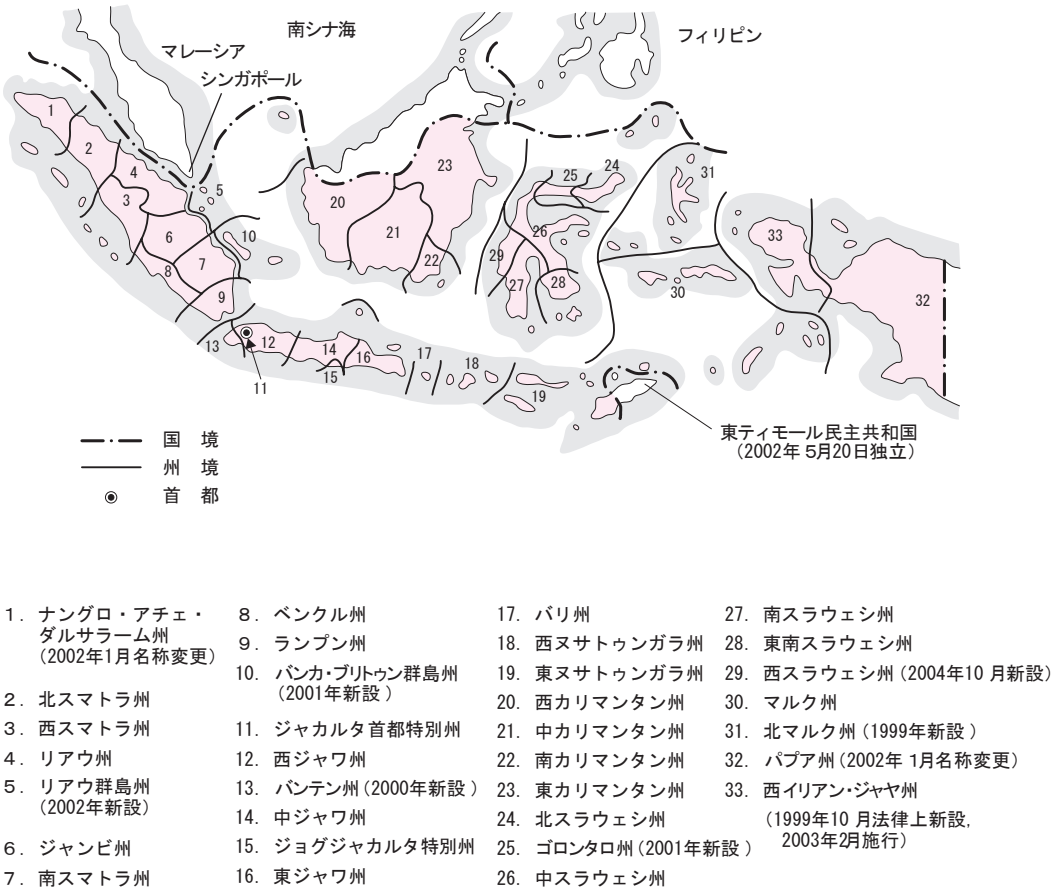 南シナ海
フィリピン
マレーシア
シンガポール
1
2
3
4
5
6
7
8
9
10
11
12
13
14
15
16
17
18
19
20
21
22
23
24
25
26
27
28
29
30
31
32
33
東ティモール民主共和国
(2002年5月20日独立)
国 境
州 境
首 都
1. ナングロ・アチェ・
ダルサラーム州
(2002年1月名称変更)
2. 北スマトラ州
3. 西スマトラ州
4. リアウ州
5. リアウ群島州
(2002年新設)
6. ジャンビ州
7. 南スマトラ州
8. ベンクル州
9. ランプン州
10. バンカ・ブリトゥン群島州
(2001年新設)
11. ジャカルタ首都特別州
12. 西ジャワ州
13. バンテン州(2000年新設)
14. 中ジャワ州
15. ジョグジャカルタ特別州
16. 東ジャワ州
17. バリ州
18. 西ヌサトゥンガラ州
19. 東ヌサトゥンガラ州
20. 西カリマンタン州
21. 中カリマンタン州
22. 南カリマンタン州
23. 東カリマンタン州
24. 北スラウェシ州
25. ゴロンタロ州(2001年新設)
26. 中スラウェシ州
27. 南スラウェシ州
28. 東南スラウェシ州
29. 西スラウェシ州(2004年10月新設)
30. マルク州
31. 北マルク州(1999年新設)
32. パプア州(2002年1月名称変更)
33. 西イリアン・ジャヤ州
(1999年10月法律上新設,
2003年2月施行)